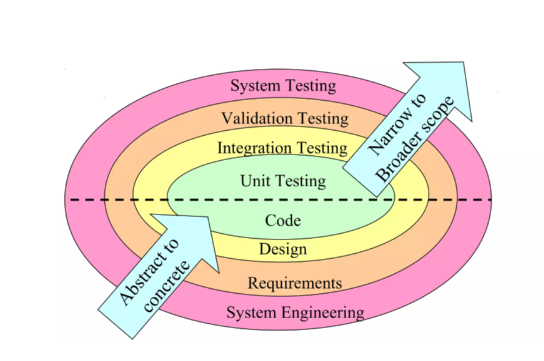 System Testing
Validation Testing
Integration Testing
Unit Testing
Code
Design
Requirements
System Engineering
Narrow to
Broader scope
Abstract to
concrete